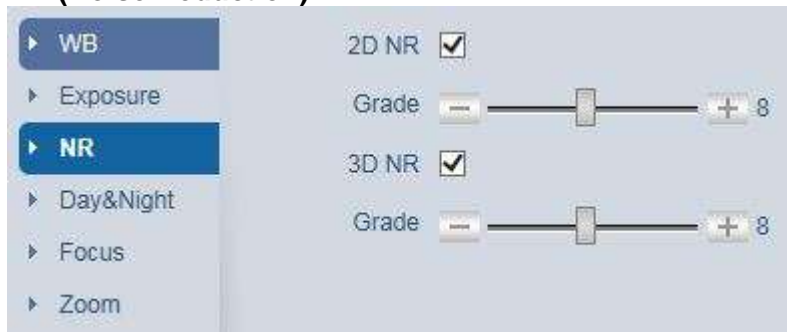 WB
Exposure
NR
Day&Night
Focus
Zoom
2D NR
Grade 8
3D NR
Grade 8